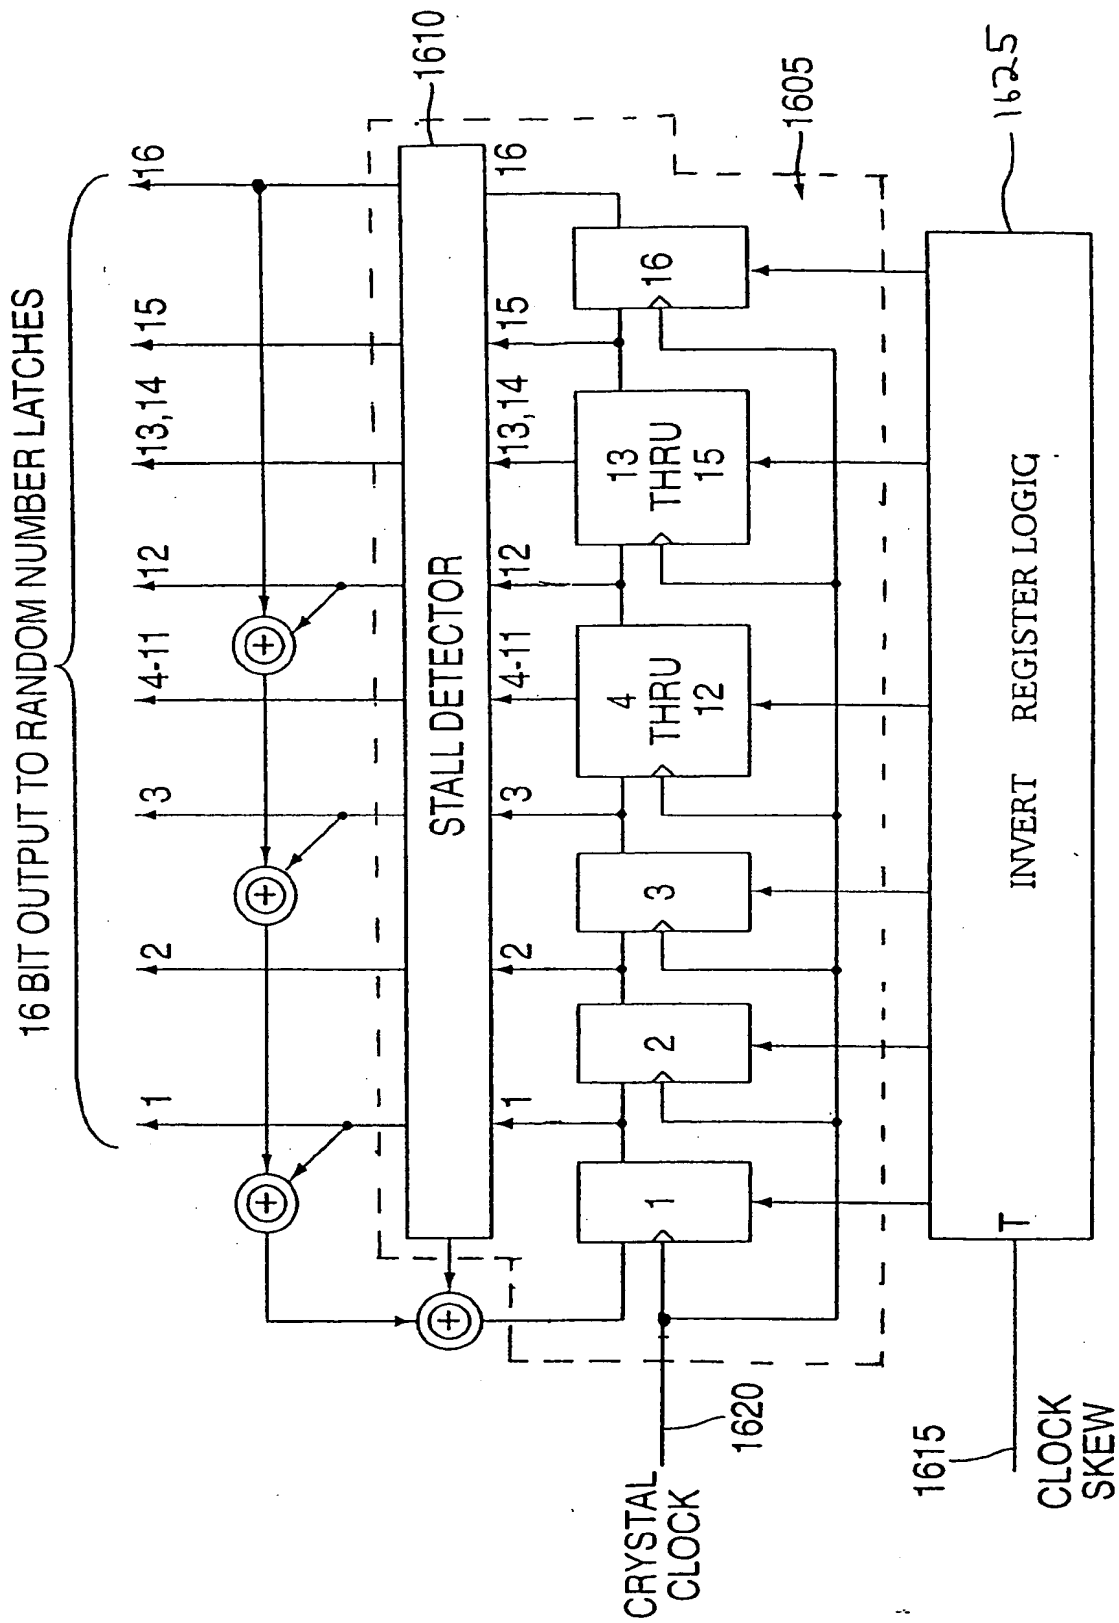 16 BIT OUTPUT TO RANDOM NUMBER LATCHES
1
2
3
4-11
12
13,14
15
16
1610
STALL DETECTOR
1
2
3
4-11
12
13,14
15
16
1
2
3
4
THRU
12
13
THRU
15
16
1605
CRYSTAL
CLOCK
1620
1615
CLOCK
SKEW
T
INVERT REGISTER LOGIC
1625